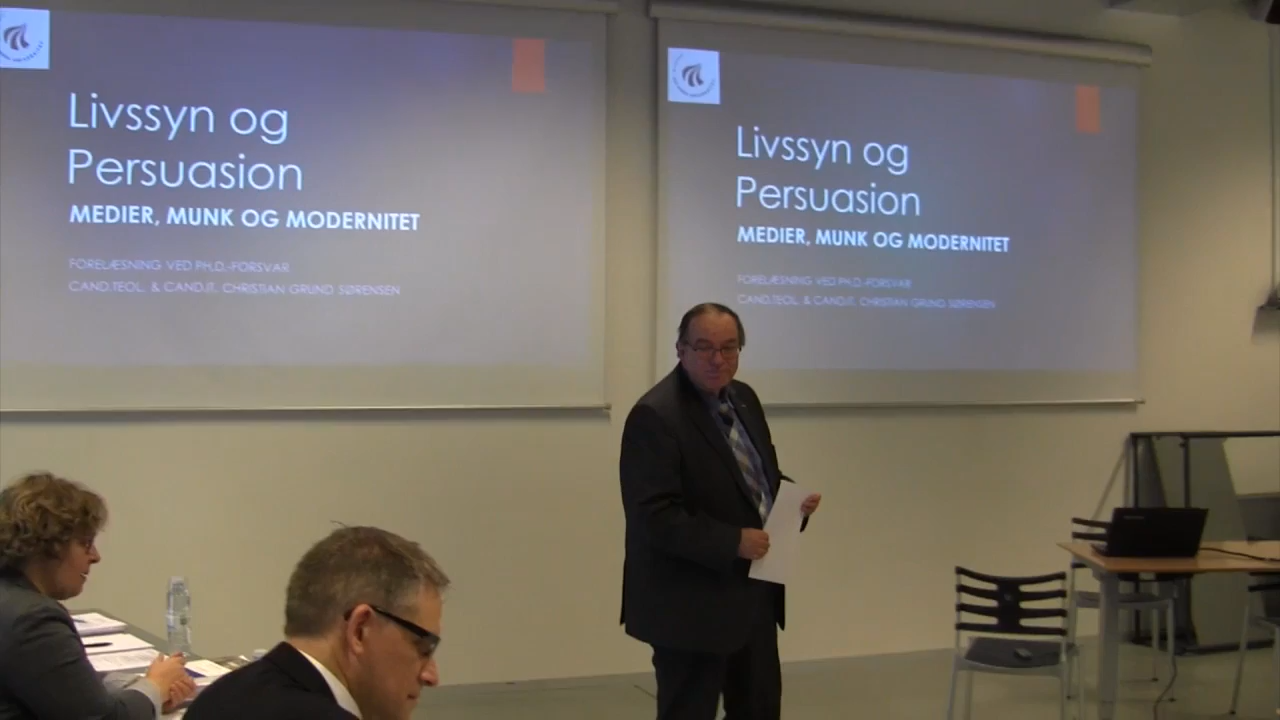 Livssyn og
Persuasion
MEDIER, MUNK OG MODERNITET
FORELÆSNING VED PH.D.-FORSVAR
CAND.TEOL. & CAND.IT. CHRISTIAN GRUND SØRENSEN
Livssyn og
Persuasion
MEDIER, MUNK OG MODERNITET
FORELÆSNING VED PH.D.-FORSVAR
CAND.TEOL. & CAND.IT. CHRISTIAN GRUND SØRENSEN